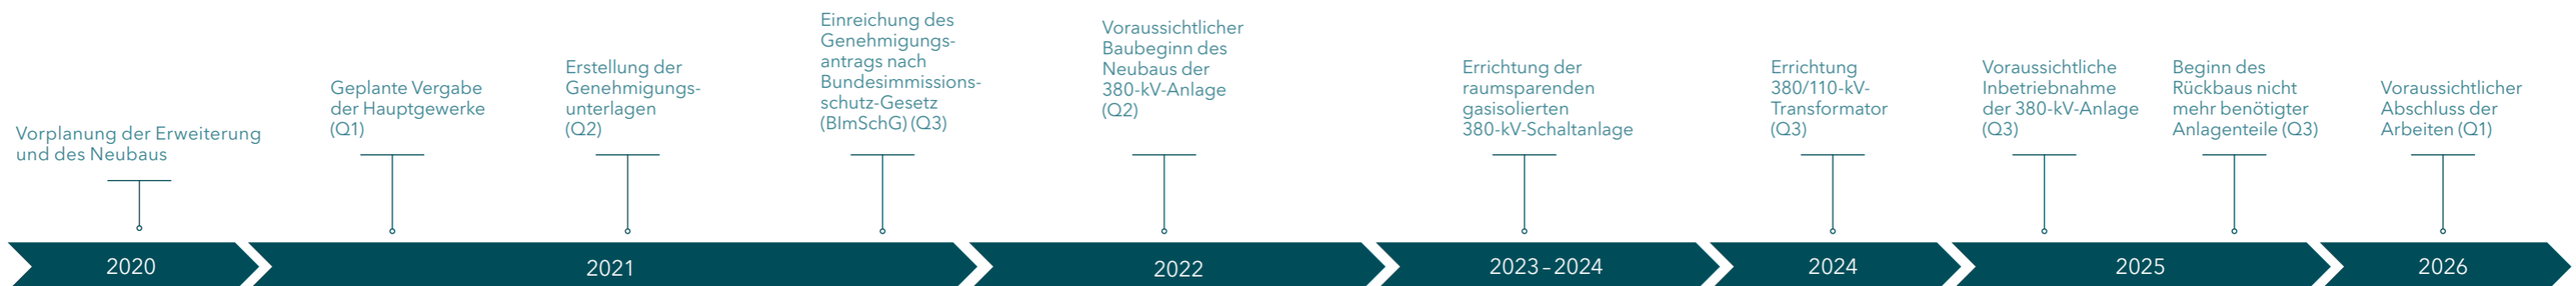 Vorplanung der Erweiterung
und des Neubaus
Geplante Vergabe
der Hauptgewerke
(Q1)
Erstellung der
Genehmigungs-
unterlagen
(Q2)
Einreichung des
Genehmigungs-
antrags nach
Bundesimmissions-
schutz-Gesetz
(BImSchG) (Q3)
Voraussichtlicher
Baubeginn des
Neubaus der
380-kV-Anlage
(Q2)
Errichtung der
raumsparenden
gasisolierten
380-kV-Schaltanlage
Errichtung
380/110-kV-
Transformator
(Q3)
Voraussichtliche
Inbetriebnahme
der 380-kV-Anlage
(Q3)
Beginn des
Rückbaus nicht
mehr benötigter
Anlagenteile (Q3)
Voraussichtlicher
Abschluss der
Arbeiten (Q1)
2020
2021
2022
2023–2024
2024
2025
2026